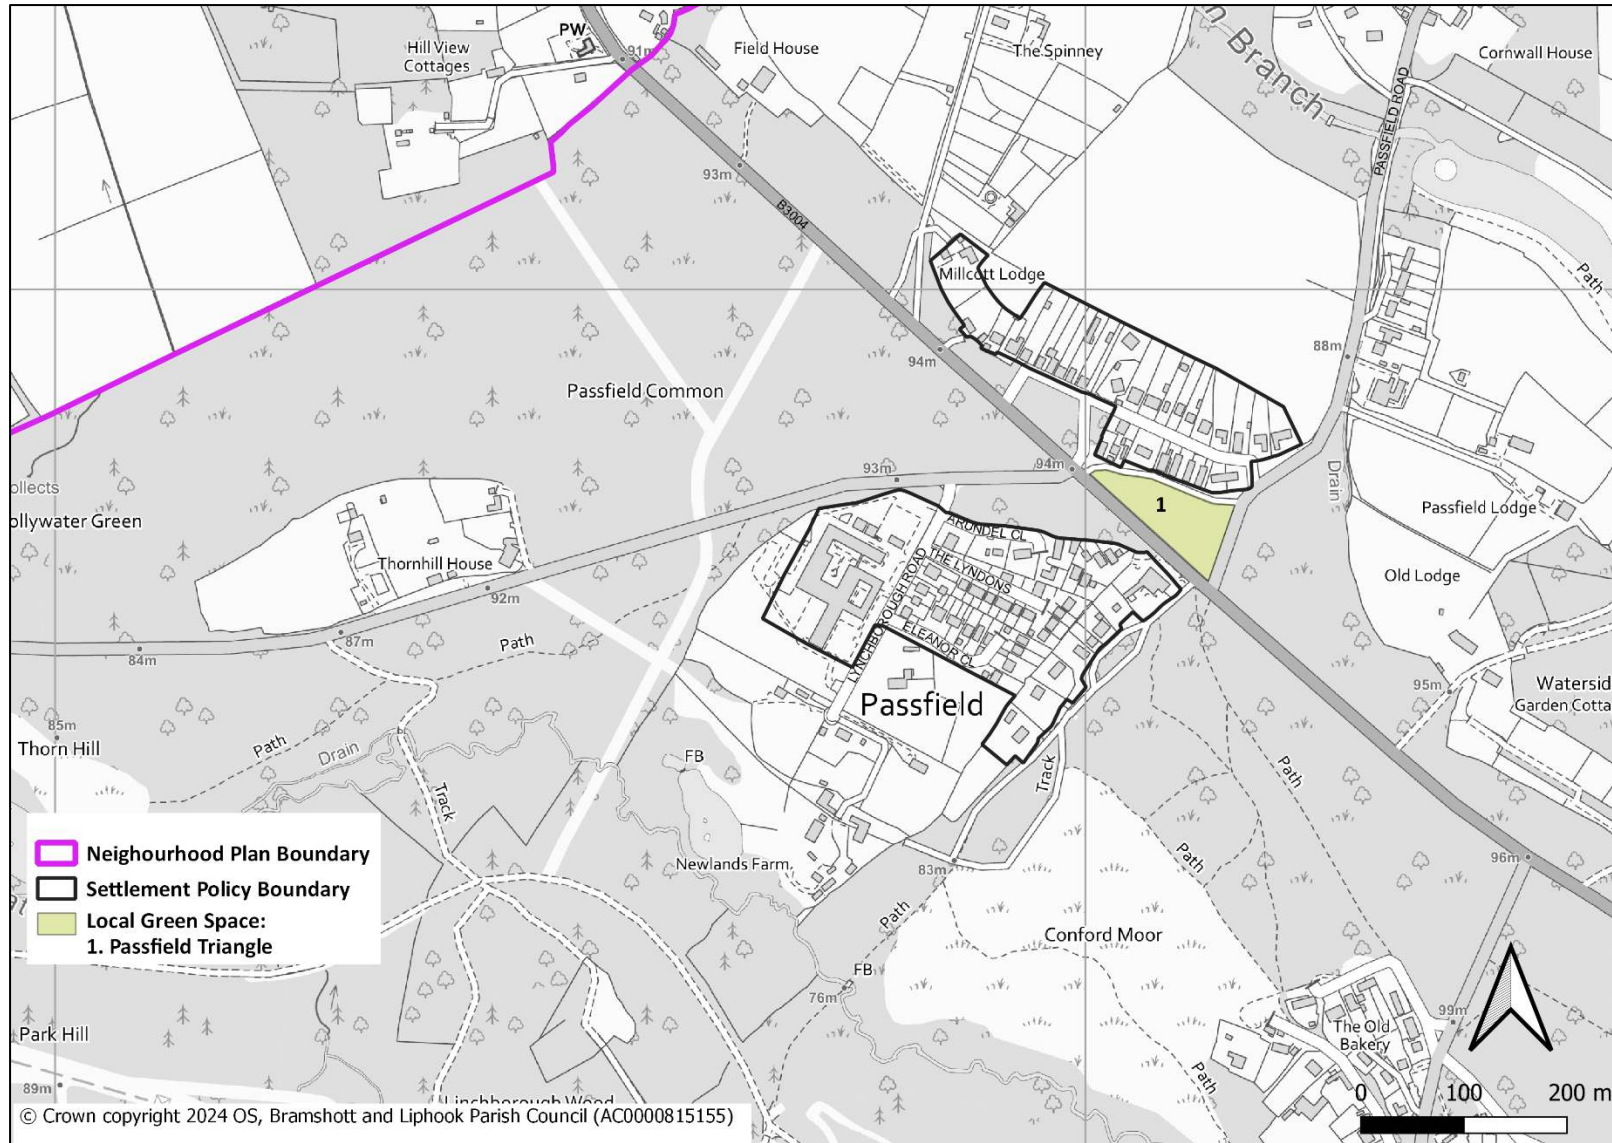 PW
91m
Hill View
Cottages
Field House
The Spinney
Branch
PASSFIELD ROAD
Cornwall House
93m
B3004
Path
Millcott Lodge
94m
88m
Passfield Common
93m
94m
1
Drain
Passfield Lodge
ollects
ollywater Green
Thornhill House
92m
ARUNDEL CL
THE LYNDONS
LYNCHBOROUGH ROAD
ELEANOR CL
Old Lodge
87m
84m
Path
Passfield
95m
Watersid
Garden Cotta
85m
Thorn Hill
Path
Drain
FB
Track
Path
Track
Neighourhood Plan Boundary
Settlement Policy Boundary
Local Green Space:
1. Passfield Triangle
Newlands Farm
83m
Path
96m
Path
Conford Moor
FB
76m
Path
99m
The Old
Bakery
Park Hill
89m
Linchborough Wood
0 100 200 m
© Crown copyright 2024 OS, Bramshott and Liphook Parish Council (AC0000815155)